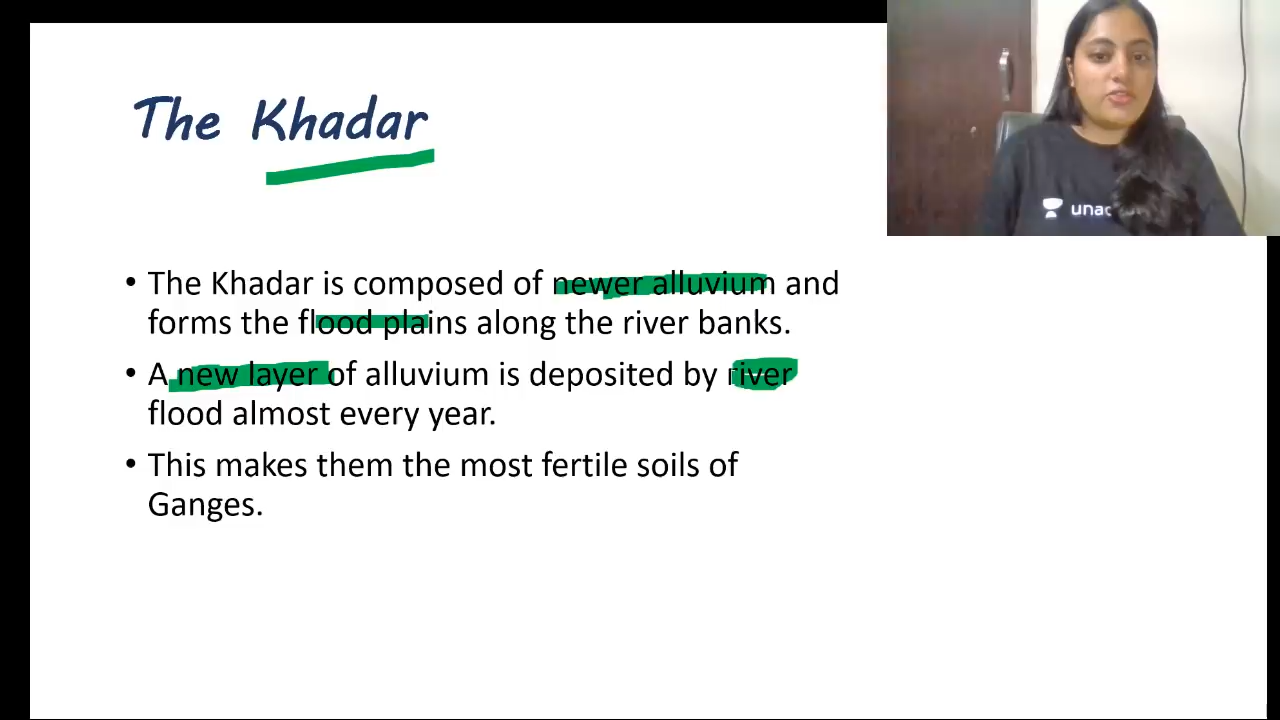 The Khadar
• The Khadar is composed of newer alluvium and
forms the flood plains along the river banks.
• A new layer of alluvium is deposited by river
flood almost every year.
• This makes them the most fertile soils of
Ganges.